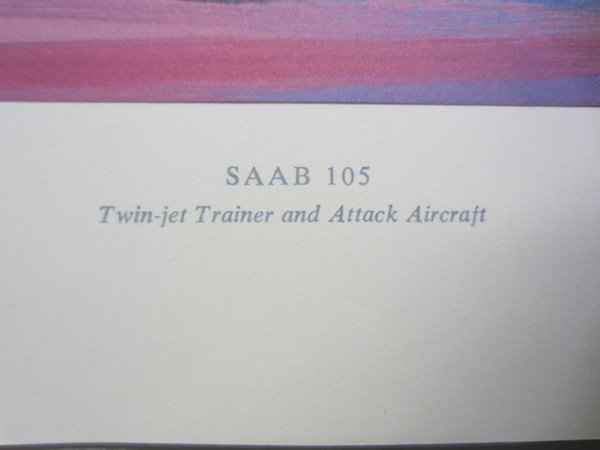 SAAB 105
Twin-jet Trainer and Attack Aircraft